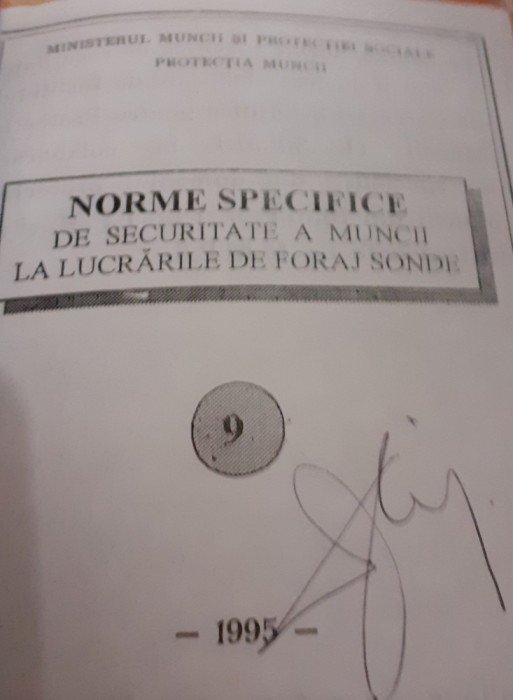 MINISTERUL MUNCII ŞI PROTECŢIEI SOCIALE
PROTECŢIA MUNCII
NORME SPECIFICE
DE SECURITATE A MUNCII
LA LUCRĂRILE DE FORAJ SONDE
9
– 1995 –